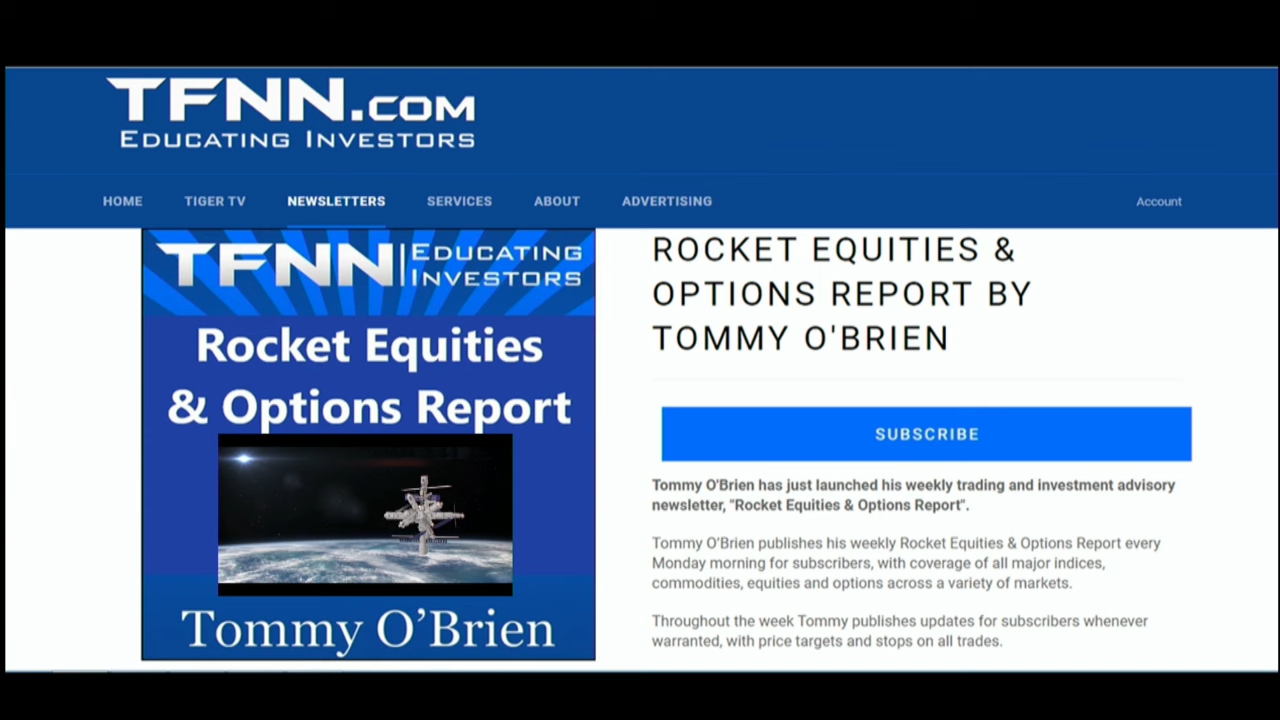 TFNN.COM
EDUCATING INVESTORS
HOME TIGER TV NEWSLETTERS SERVICES ABOUT ADVERTISING Account
TFNN | EDUCATING
INVESTORS
Rocket Equities
& Options Report
Tommy O’Brien
ROCKET EQUITIES &
OPTIONS REPORT BY
TOMMY O'BRIEN
SUBSCRIBE
Tommy O'Brien has just launched his weekly trading and investment advisory
newsletter, "Rocket Equities & Options Report".
Tommy O'Brien publishes his weekly Rocket Equities & Options Report every
Monday morning for subscribers, with coverage of all major indices,
commodities, equities and options across a variety of markets.
Throughout the week Tommy publishes updates for subscribers whenever
warranted, with price targets and stops on all trades.